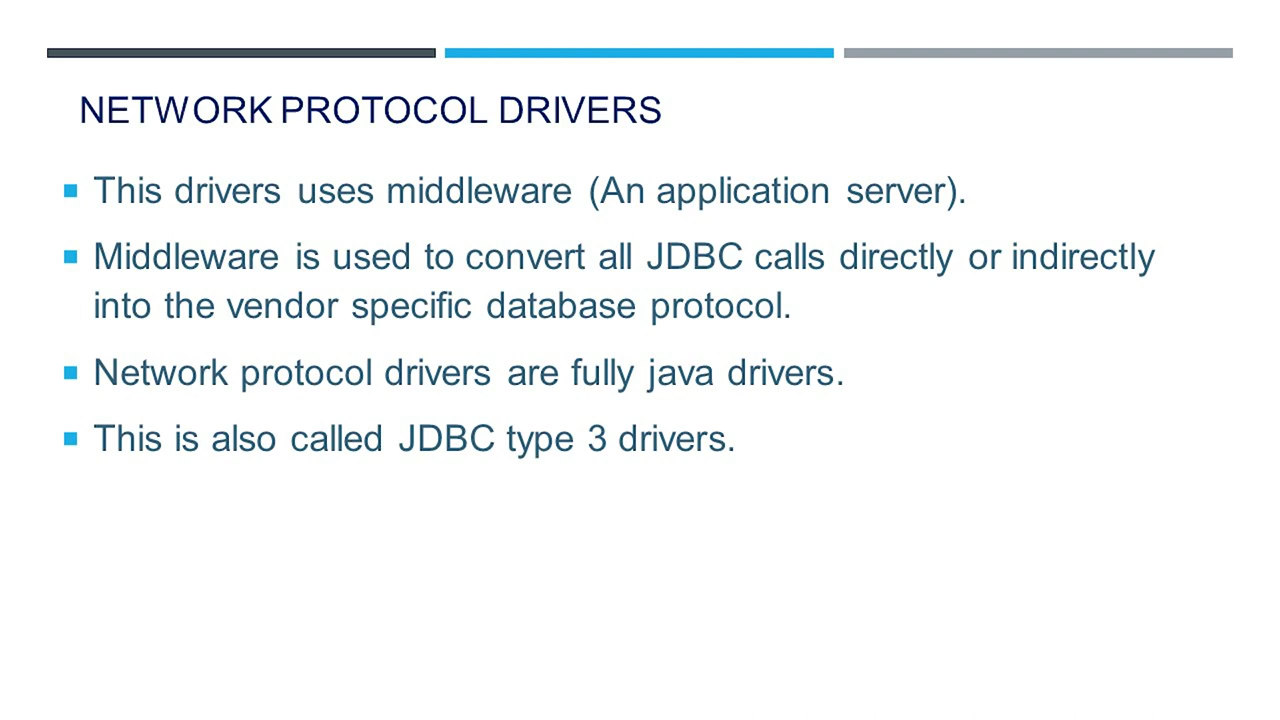 NETWORK PROTOCOL DRIVERS
This drivers uses middleware (An application server).
Middleware is used to convert all JDBC calls directly or indirectly
into the vendor specific database protocol.
Network protocol drivers are fully java drivers.
This is also called JDBC type 3 drivers.